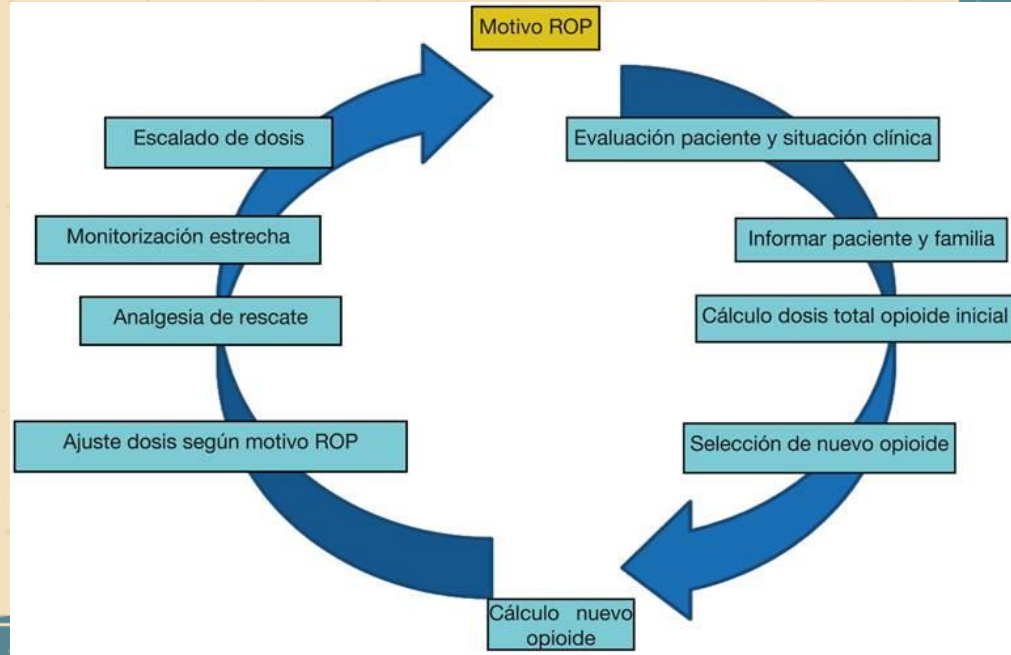 Motivo ROP
Evaluación paciente y situación clínica
Informar paciente y familia
Cálculo dosis total opioide inicial
Selección de nuevo opioide
Cálculo nuevo
opioide
Ajuste dosis según motivo ROP
Analgesia de rescate
Monitorización estrecha
Escalado de dosis